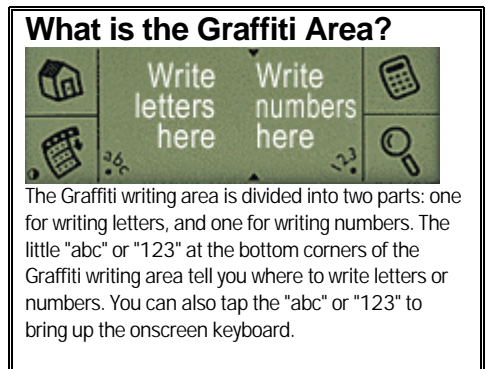 What is the Graffiti Area?
Write Write
letters numbers
here here
abc 123
The Graffiti writing area is divided into two parts: one
for writing letters, and one for writing numbers. The
little "abc" or "123" at the bottom corners of the
Graffiti writing area tell you where to write letters or
numbers. You can also tap the "abc" or "123" to
bring up the onscreen keyboard.